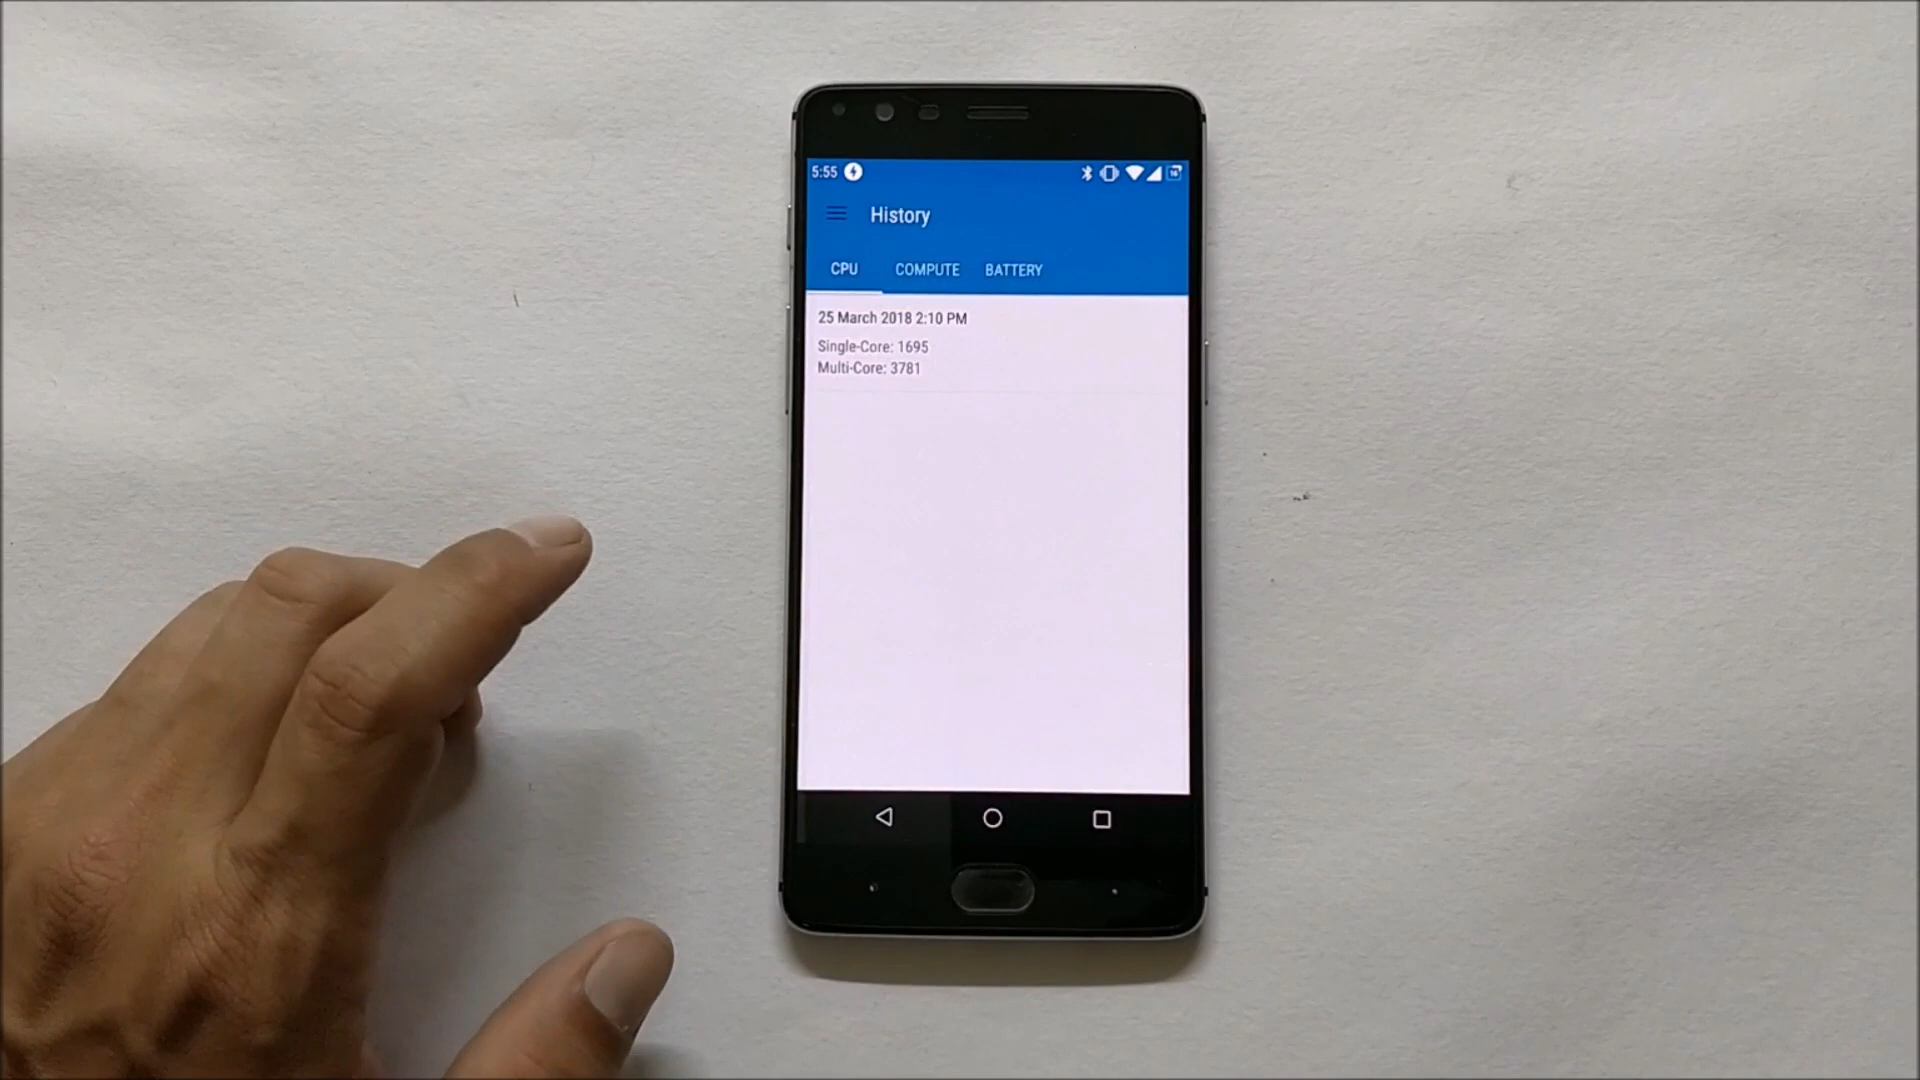 5:55
History
CPU COMPUTE BATTERY
25 March 2018 2:10 PM
Single-Core: 1695
Multi-Core: 3781